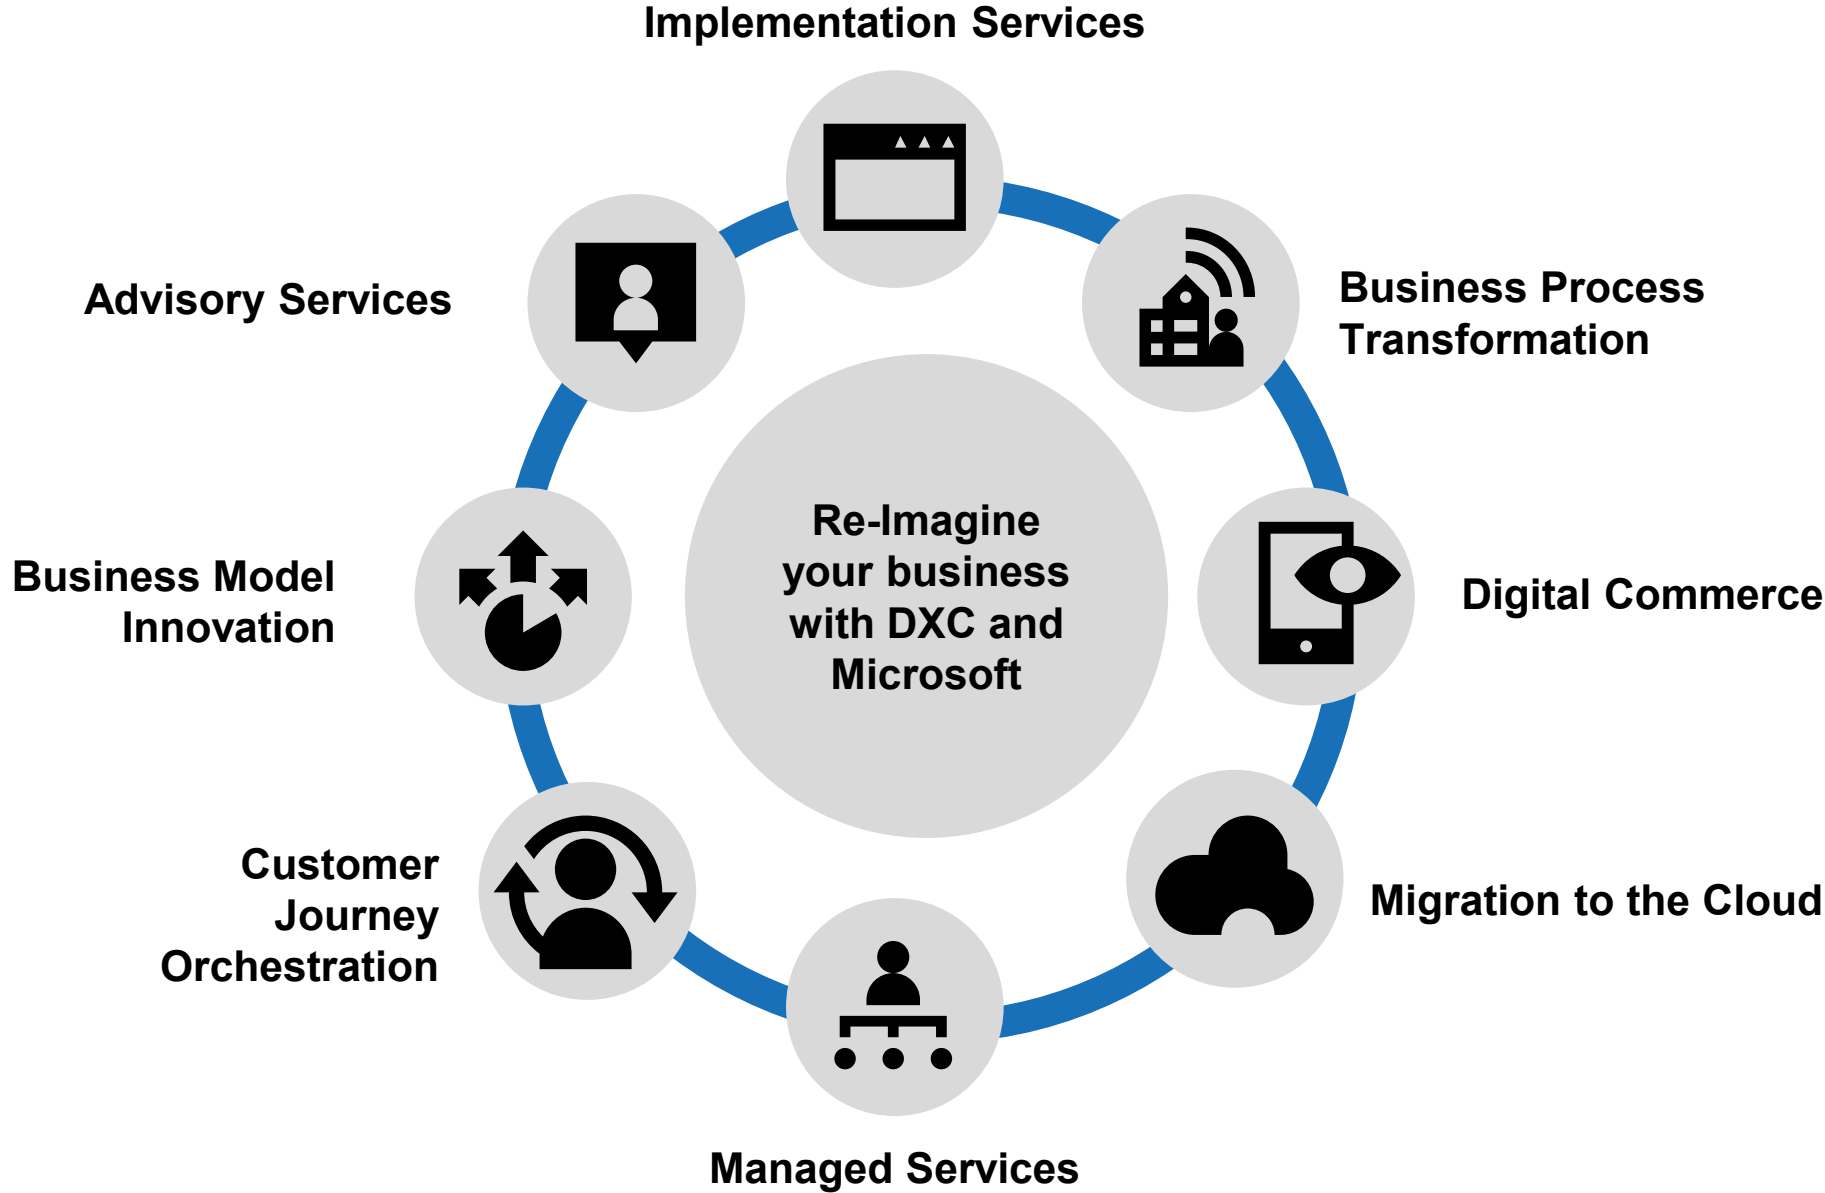 Implementation Services
Business Process
Transformation
Advisory Services
Re-Imagine
your business
with DXC and
Microsoft
Business Model
Innovation
Digital Commerce
Customer
Journey
Orchestration
Migration to the Cloud
Managed Services